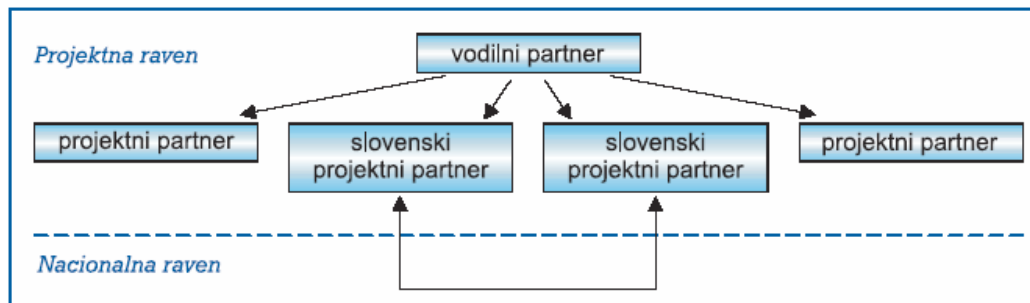 Projektna raven
vodilni partner
projektni partner
slovenski
projektni partner
slovenski
projektni partner
projektni partner
Nacionalna raven